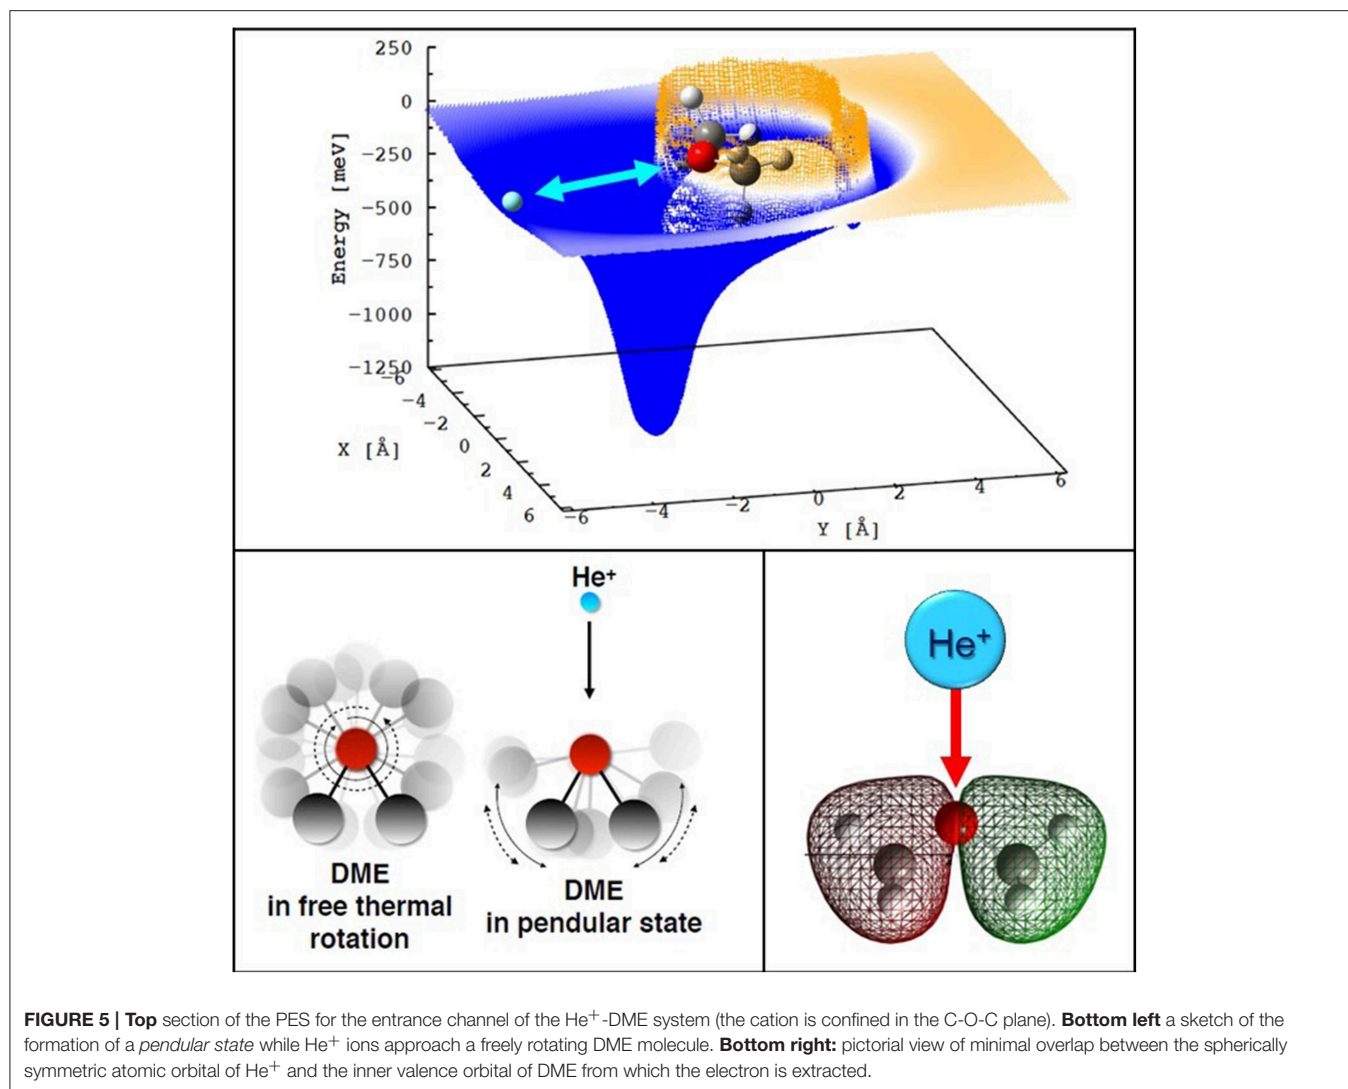 250
0
−250
−500
−750
−1000
−1250
Energy [meV]
−6
−4
−2
0
2
4
6
X [Å]
−6
−4
−2
0
2
4
6
Y [Å]
He+
DME
in free thermal
rotation
DME
in pendular state
He+
FIGURE 5 | Top section of the PES for the entrance channel of the He+-DME system (the cation is confined in the C-O-C plane). Bottom left a sketch of the
formation of a pendular state while He+ ions approach a freely rotating DME molecule. Bottom right: pictorial view of minimal overlap between the spherically
symmetric atomic orbital of He+ and the inner valence orbital of DME from which the electron is extracted.